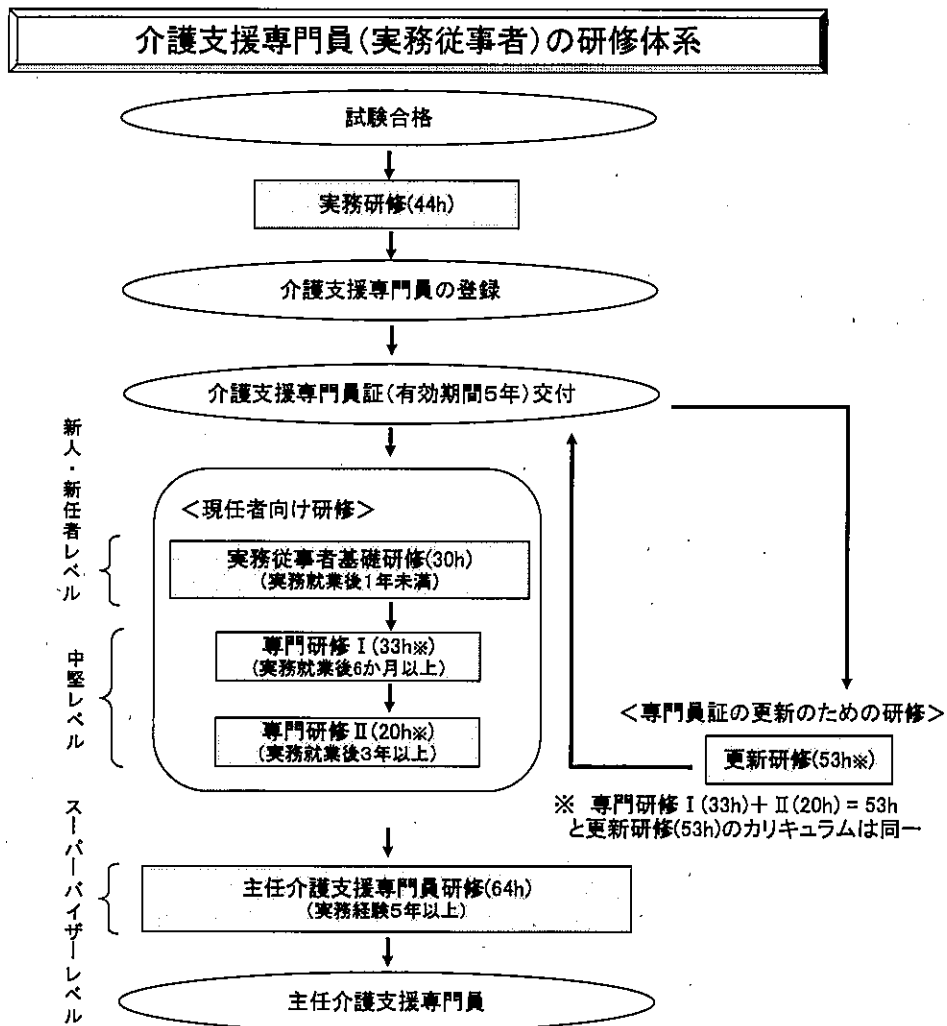 介護支援専門員(実務従事者)の研修体系
試験合格
実務研修(44h)
介護支援専門員の登録
介護支援専門員証(有効期間5年)交付
新人・新任者レベル
<現任者向け研修>
実務従事者基礎研修(30h)
(実務就業後1年未満)
中堅レベル
専門研修Ⅰ(33h※)
(実務就業後6か月以上)
専門研修Ⅱ(20h※)
(実務就業後3年以上)
<専門員証の更新のための研修>
更新研修(53h※)
※ 専門研修Ⅰ(33h)+Ⅱ(20h)=53h
と更新研修(53h)のカリキュラムは同一
スーパーバイザーレベル
主任介護支援専門員研修(64h)
(実務経験5年以上)
主任介護支援専門員